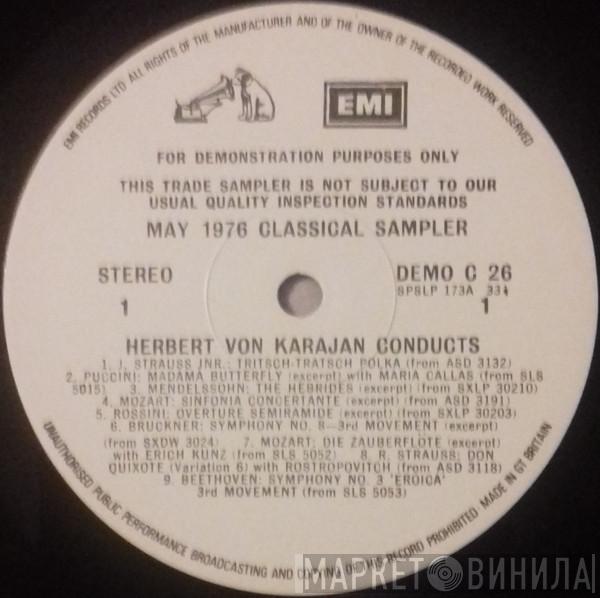 EMI RECORDS LTD ALL RIGHTS OF THE MANUFACTURER AND OF THE OWNER OF THE RECORDED WORK RESERVED
EMI
FOR DEMONSTRATION PURPOSES ONLY
THIS TRADE SAMPLER IS NOT SUBJECT TO OUR
USUAL QUALITY INSPECTION STANDARDS
MAY 1976 CLASSICAL SAMPLER
STEREO
1
DEMO C 26
SPSLP 173A 33⅓
1
HERBERT VON KARAJAN CONDUCTS
1. J. STRAUSS JNR.: TRITSCH-TRATSCH POLKA (from ASD 3132)
2. PUCCINI: MADAMA BUTTERFLY (excerpt) with MARIA CALLAS (from SLS
5015) 3. MENDELSSOHN: THE HEBRIDES (excerpt) (from SXLP 30210)
4. MOZART: SINFONIA CONCERTANTE (excerpt) (from ASD 3191)
5. ROSSINI: OVERTURE SEMIRAMIDE (excerpt) (from SXLP 30203)
6. BRUCKNER: SYMPHONY NO. 8—3rd MOVEMENT (excerpt)
(from SXDW 3024) 7. MOZART: DIE ZAUBERFLOTE (excerpt)
with ERICH KUNZ (from SLS 5052) 8. R. STRAUSS: DON
QUIXOTE (Variation 6) with ROSTROPOVITCH (from ASD 3118)
9. BEETHOVEN: SYMPHONY NO. 3 'EROICA'
3rd MOVEMENT (from SLS 5053)
UNAUTHORISED PUBLIC PERFORMANCE BROADCASTING AND COPYING OF THIS RECORD PROHIBITED MADE IN GT BRITAIN
МАРКЕТ ВИНИЛА